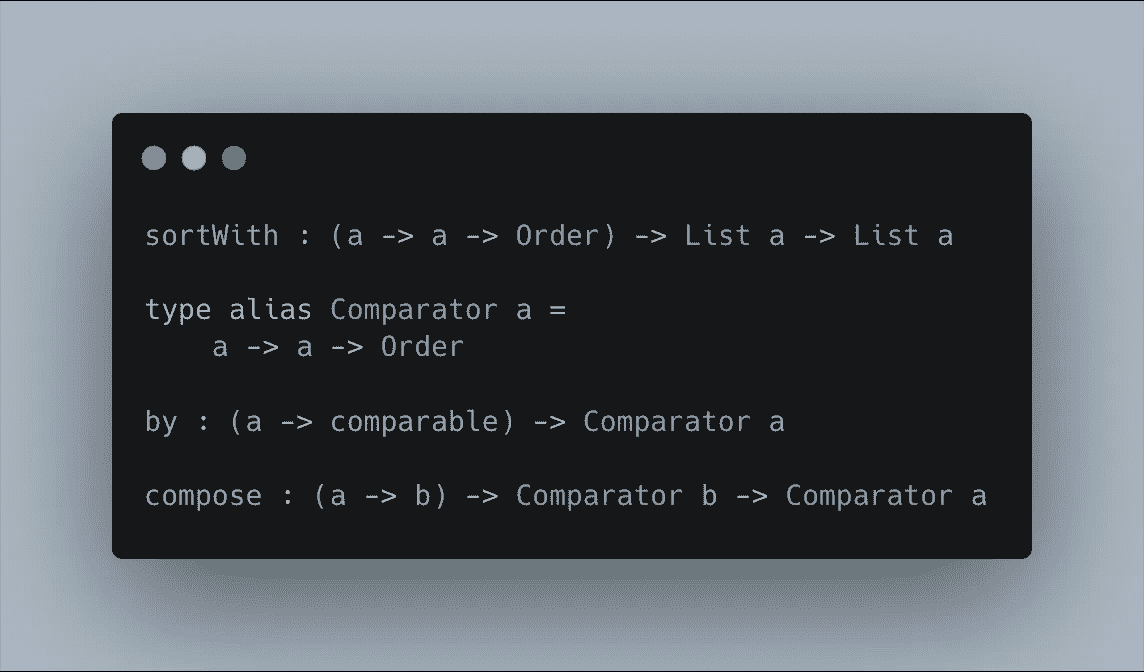 sortWith : (a -> a -> Order) -> List a -> List a
type alias Comparator a =
    a -> a -> Order
by : (a -> comparable) -> Comparator a
compose : (a -> b) -> Comparator b -> Comparator a